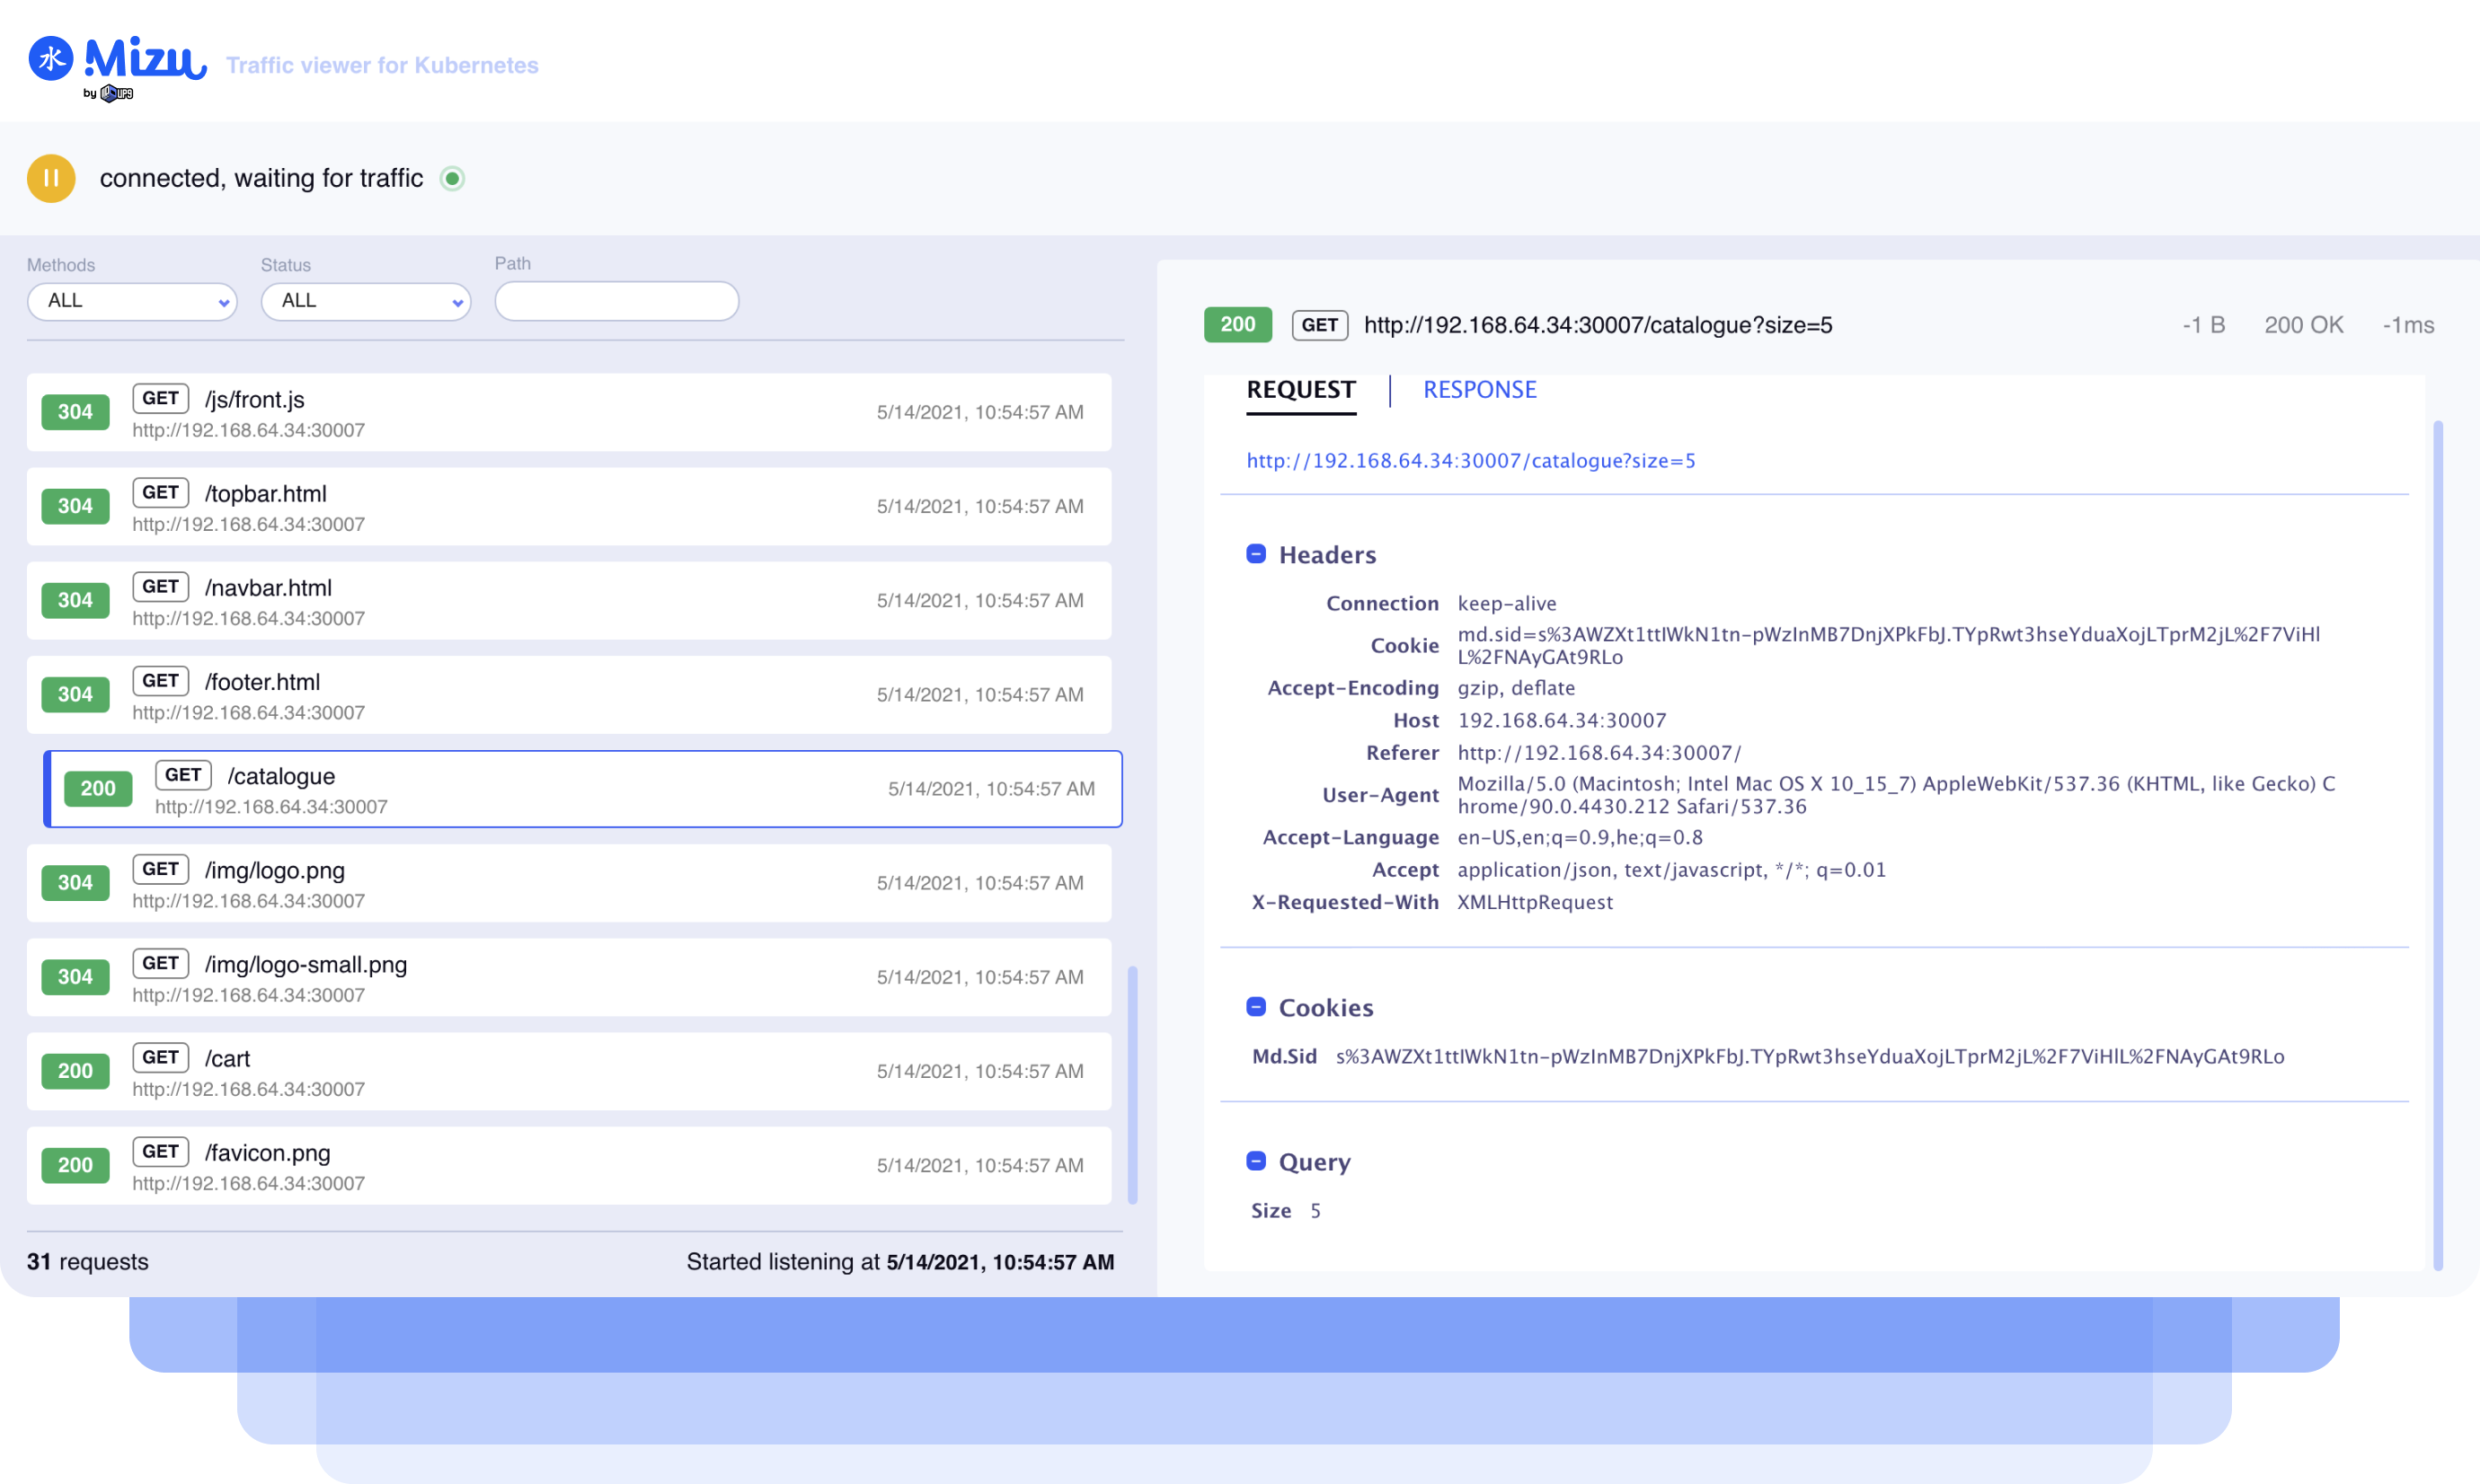 水 Mizu Traffic viewer for Kubernetes
by UP9
connected, waiting for traffic
Methods Status Path
ALL ALL
304 GET /js/front.js 5/14/2021, 10:54:57 AM
http://192.168.64.34:30007
304 GET /topbar.html 5/14/2021, 10:54:57 AM
http://192.168.64.34:30007
304 GET /navbar.html 5/14/2021, 10:54:57 AM
http://192.168.64.34:30007
304 GET /footer.html 5/14/2021, 10:54:57 AM
http://192.168.64.34:30007
200 GET /catalogue 5/14/2021, 10:54:57 AM
http://192.168.64.34:30007
304 GET /img/logo.png 5/14/2021, 10:54:57 AM
http://192.168.64.34:30007
304 GET /img/logo-small.png 5/14/2021, 10:54:57 AM
http://192.168.64.34:30007
200 GET /cart 5/14/2021, 10:54:57 AM
http://192.168.64.34:30007
200 GET /favicon.png 5/14/2021, 10:54:57 AM
http://192.168.64.34:30007
31 requests Started listening at 5/14/2021, 10:54:57 AM
200 GET http://192.168.64.34:30007/catalogue?size=5 -1 B 200 OK -1ms
REQUEST RESPONSE
http://192.168.64.34:30007/catalogue?size=5
Headers
Connection keep-alive
Cookie md.sid=s%3AWZXt1ttIWkN1tn-pWzInMB7DnjXPkFbJ.TYpRwt3hseYduaXojLTprM2jL%2F7ViHl
L%2FNAyGAt9RLo
Accept-Encoding gzip, deflate
Host 192.168.64.34:30007
Referer http://192.168.64.34:30007/
User-Agent Mozilla/5.0 (Macintosh; Intel Mac OS X 10_15_7) AppleWebKit/537.36 (KHTML, like Gecko) C
hrome/90.0.4430.212 Safari/537.36
Accept-Language en-US,en;q=0.9,he;q=0.8
Accept application/json, text/javascript, */*; q=0.01
X-Requested-With XMLHttpRequest
Cookies
Md.Sid s%3AWZXt1ttIWkN1tn-pWzInMB7DnjXPkFbJ.TYpRwt3hseYduaXojLTprM2jL%2F7ViHlL%2FNAyGAt9RLo
Query
Size 5